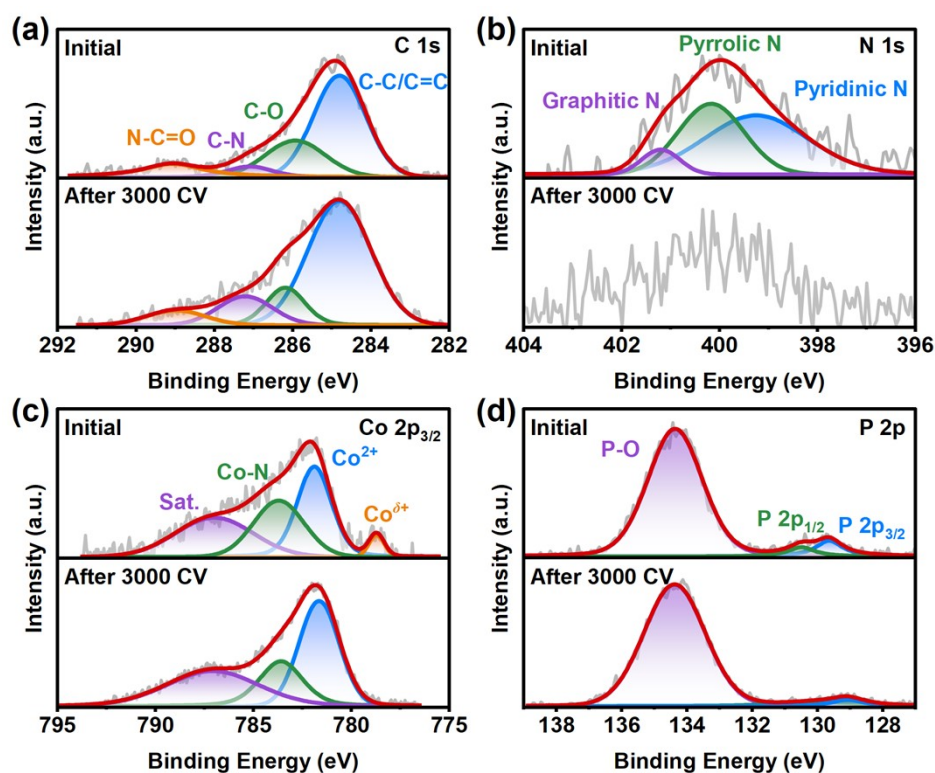 (a)
Initial
C 1s
C-C/C=C
C-O
C-N
N-C=O
After 3000 CV
Intensity (a.u.)
292 290 288 286 284 282
Binding Energy (eV)
(b)
Initial
N 1s
Pyrrolic N
Graphitic N
Pyridinic N
After 3000 CV
Intensity (a.u.)
404 402 400 398 396
Binding Energy (eV)
(c)
Initial
Co 2p3/2
Co2+
Co-N
Sat.
Coδ+
After 3000 CV
Intensity (a.u.)
795 790 785 780 775
Binding Energy (eV)
(d)
Initial
P 2p
P-O
P 2p1/2
P 2p3/2
After 3000 CV
Intensity (a.u.)
138 136 134 132 130 128
Binding Energy (eV)